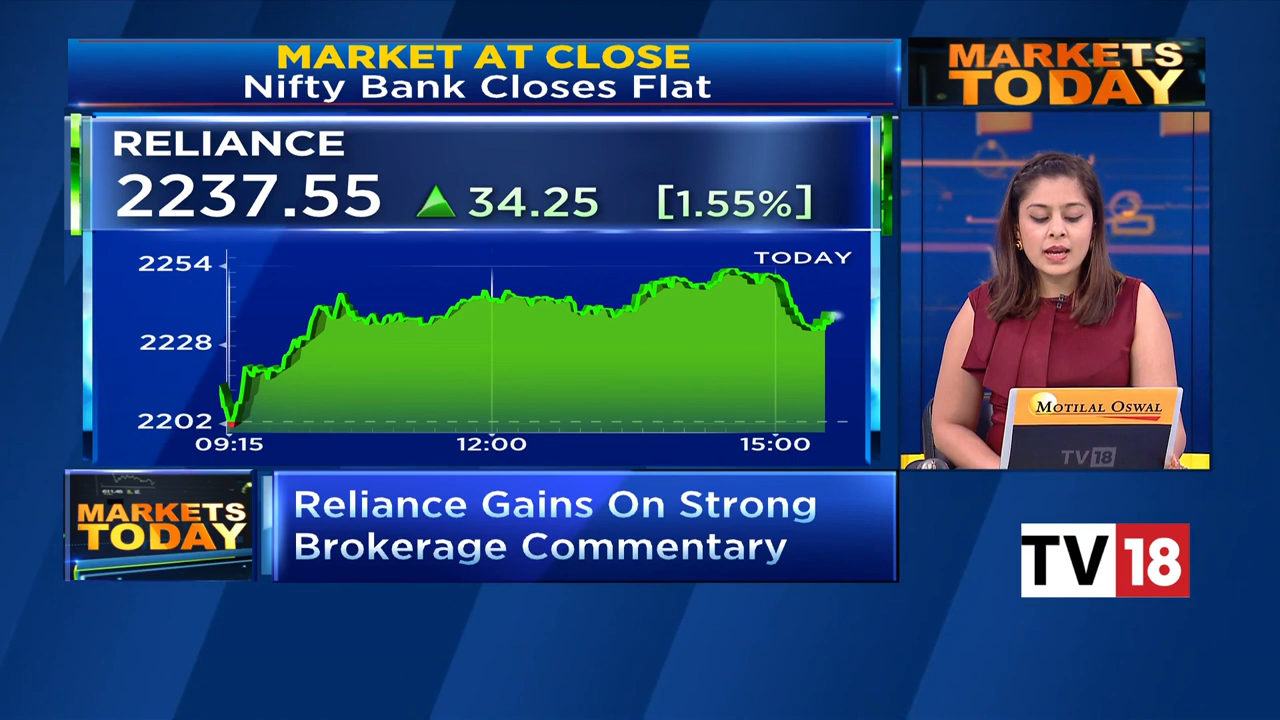 MARKET AT CLOSE
Nifty Bank Closes Flat
MARKETS
TODAY
RELIANCE
2237.55 34.25 [1.55%]
TODAY
2254
2228
2202
09:15 12:00 15:00
MOTILAL OSWAL
TV18
MARKETS
TODAY
Reliance Gains On Strong
Brokerage Commentary
TV18